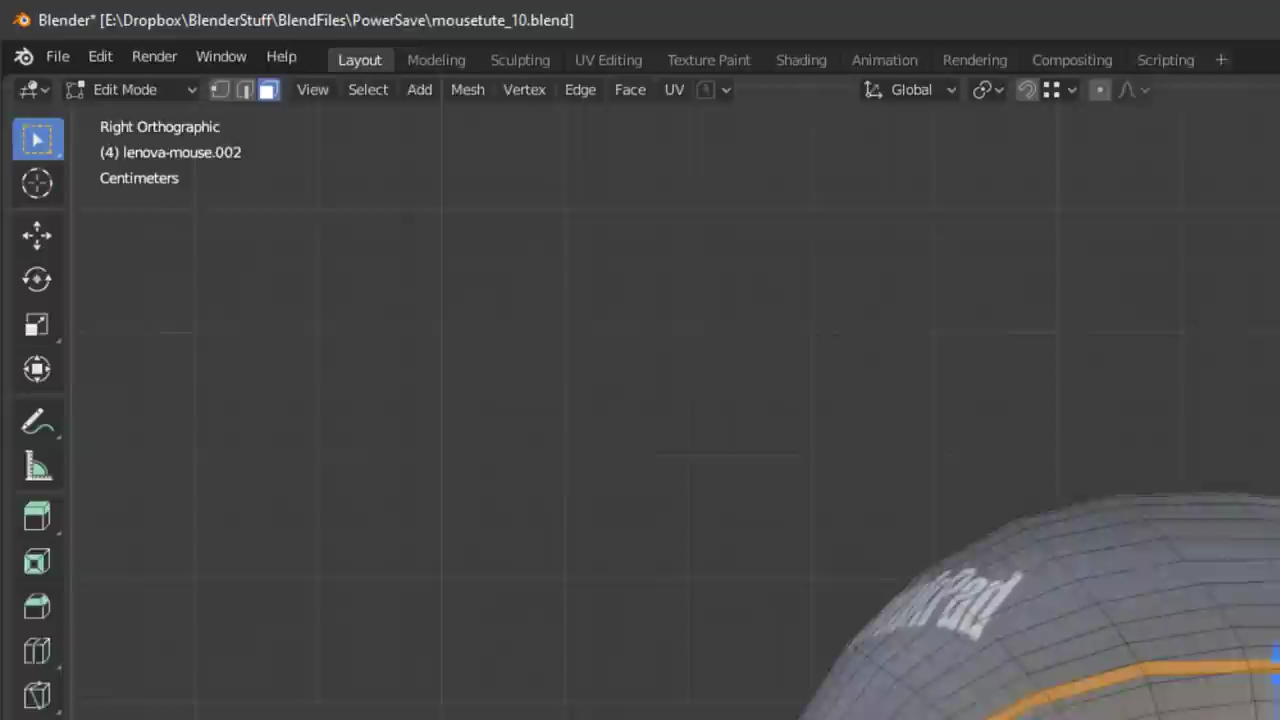 Blender* [E:\Dropbox\BlenderStuff\BlendFiles\PowerSave\mousetute_10.blend]
File Edit Render Window Help Layout Modeling Sculpting UV Editing Texture Paint Shading Animation Rendering Compositing Scripting +
Edit Mode View Select Add Mesh Vertex Edge Face UV Global
Right Orthographic
(4) lenova-mouse.002
Centimeters